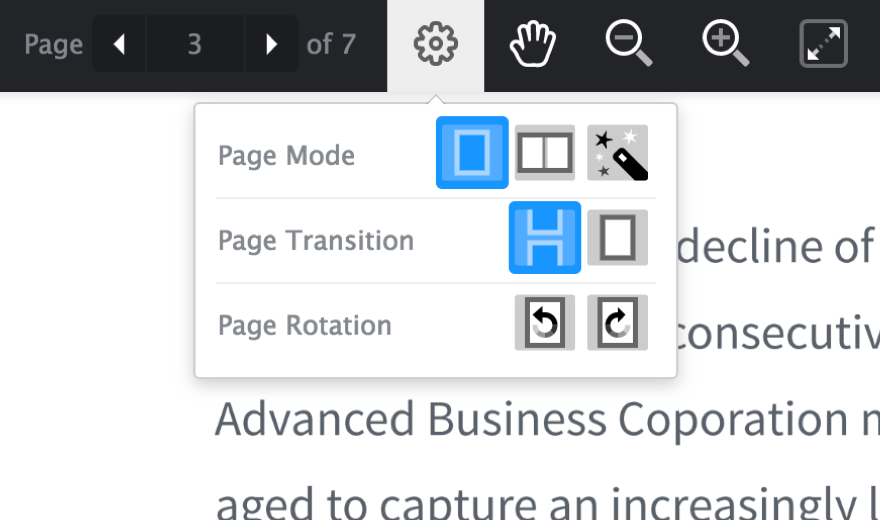 Page 3 of 7
Page Mode
Page Transition
decline of
Page Rotation
consecutiv
Advanced Business Coporation
aged to capture an increasingly